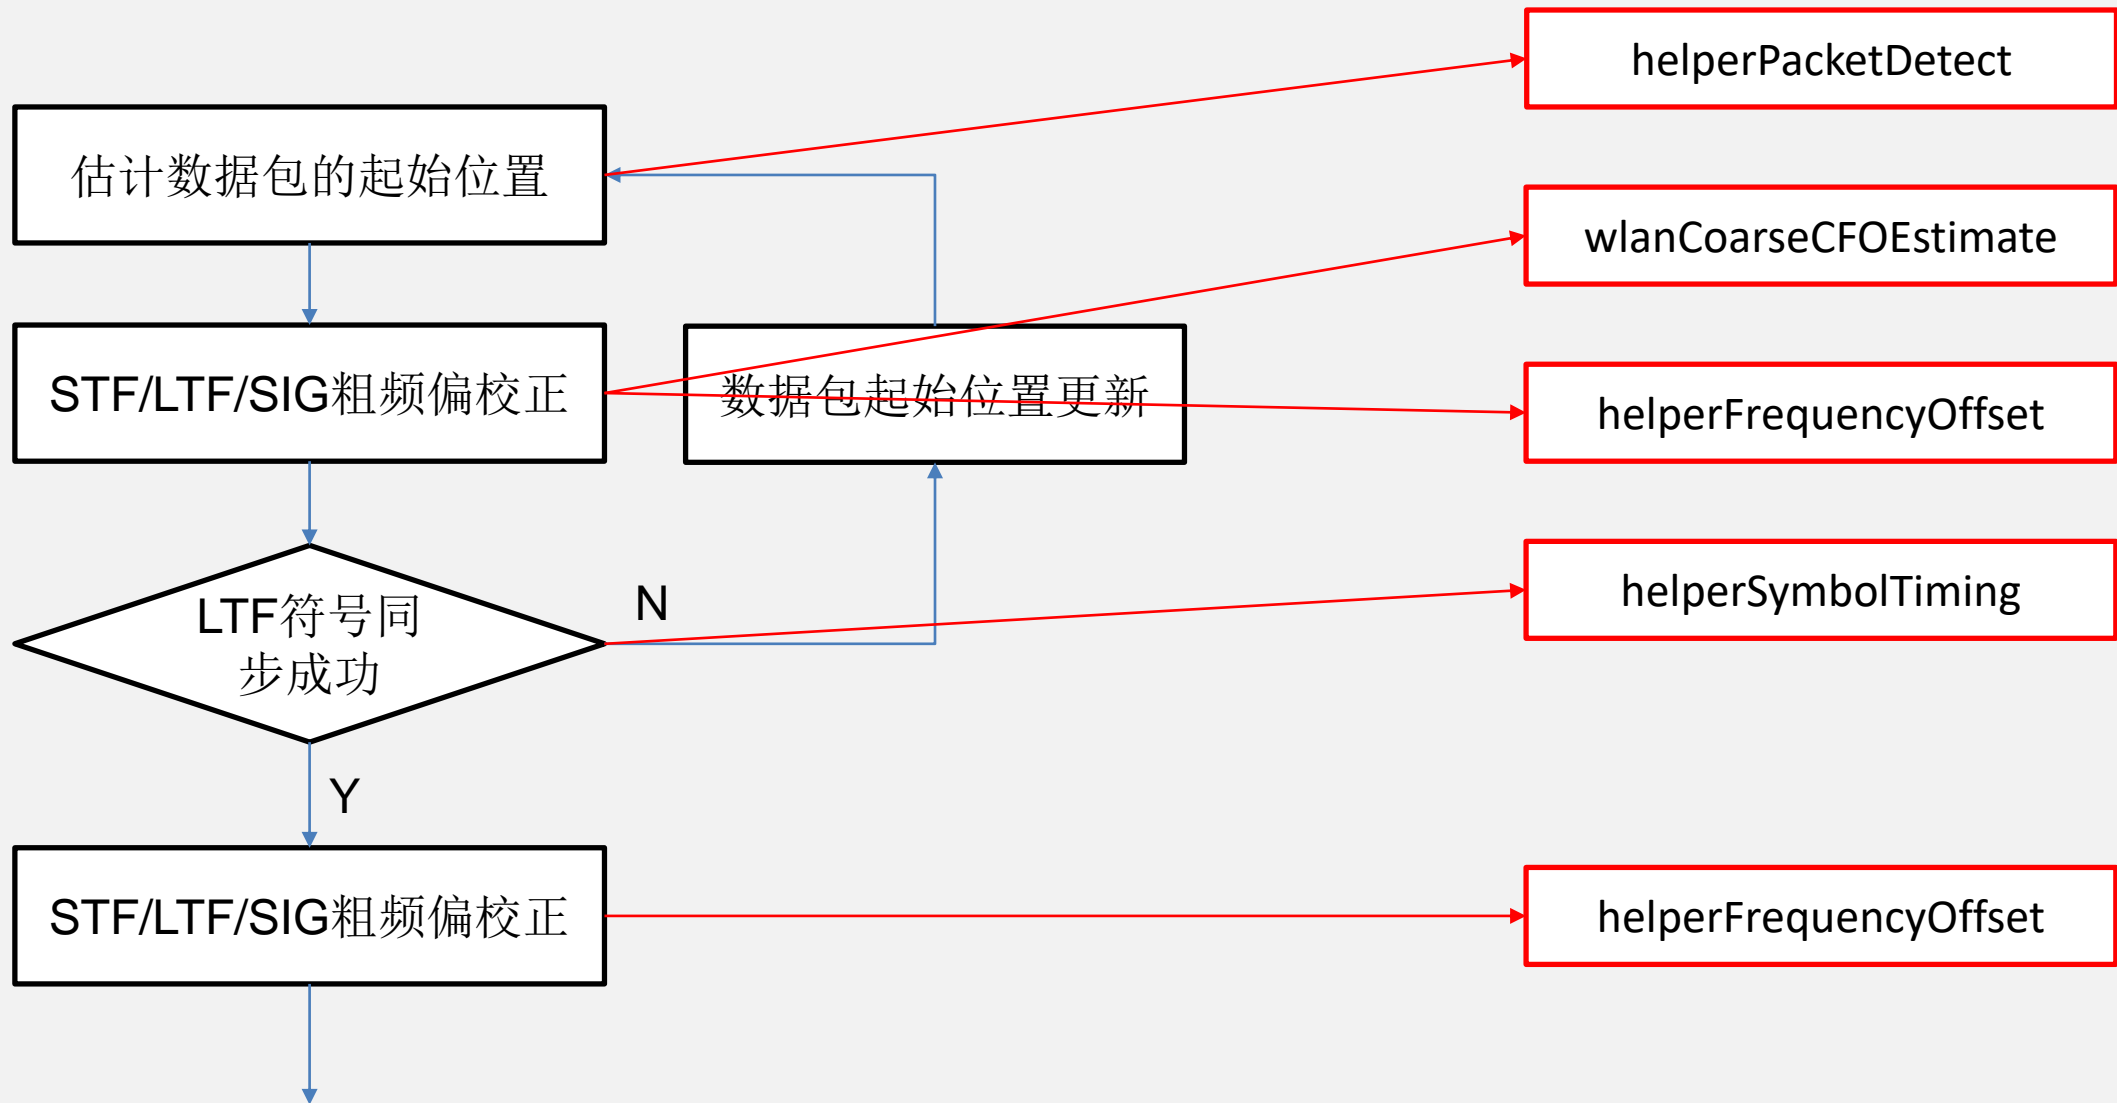 helperPacketDetect
估计数据包的起始位置
wlanCoarseCFOEstimate
STF/LTF/SIG粗频偏校正
数据包起始位置更新
helperFrequencyOffset
LTF符号同
步成功
N
helperSymbolTiming
Y
STF/LTF/SIG粗频偏校正
helperFrequencyOffset